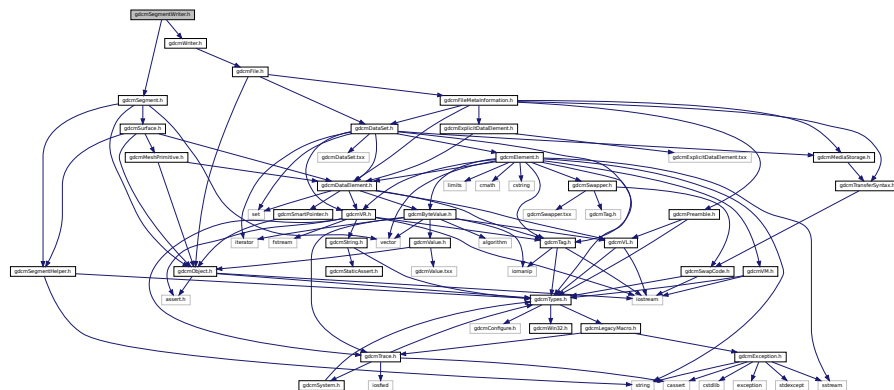 gdcmSegmentWriter.h
gdcmWriter.h
gdcmFile.h
gdcmSegment.h
gdcmFileMetaInformation.h
gdcmSurface.h
gdcmDataSet.h
gdcmExplicitDataElement.h
gdcmMeshPrimitive.h
gdcmDataSet.txx
gdcmElement.h
gdcmExplicitDataElement.txx
gdcmMediaStorage.h
gdcmDataElement.h
limits
cmath
cstring
gdcmSwapper.h
gdcmTransferSyntax.h
set
gdcmSmartPointer.h
gdcmVR.h
gdcmByteValue.h
gdcmSwapper.txx
gdcmTag.h
gdcmPreamble.h
iterator
fstream
gdcmString.h
vector
gdcmValue.h
algorithm
gdcmTag.h
gdcmVL.h
gdcmSegmentHelper.h
gdcmObject.h
gdcmStaticAssert.h
gdcmValue.txx
iomanip
gdcmSwapCode.h
gdcmVM.h
assert.h
gdcmTypes.h
iostream
gdcmConfigure.h
gdcmWin32.h
gdcmLegacyMacro.h
gdcmTrace.h
gdcmException.h
gdcmSystem.h
iosfwd
string
cassert
cstdlib
exception
stdexcept
sstream